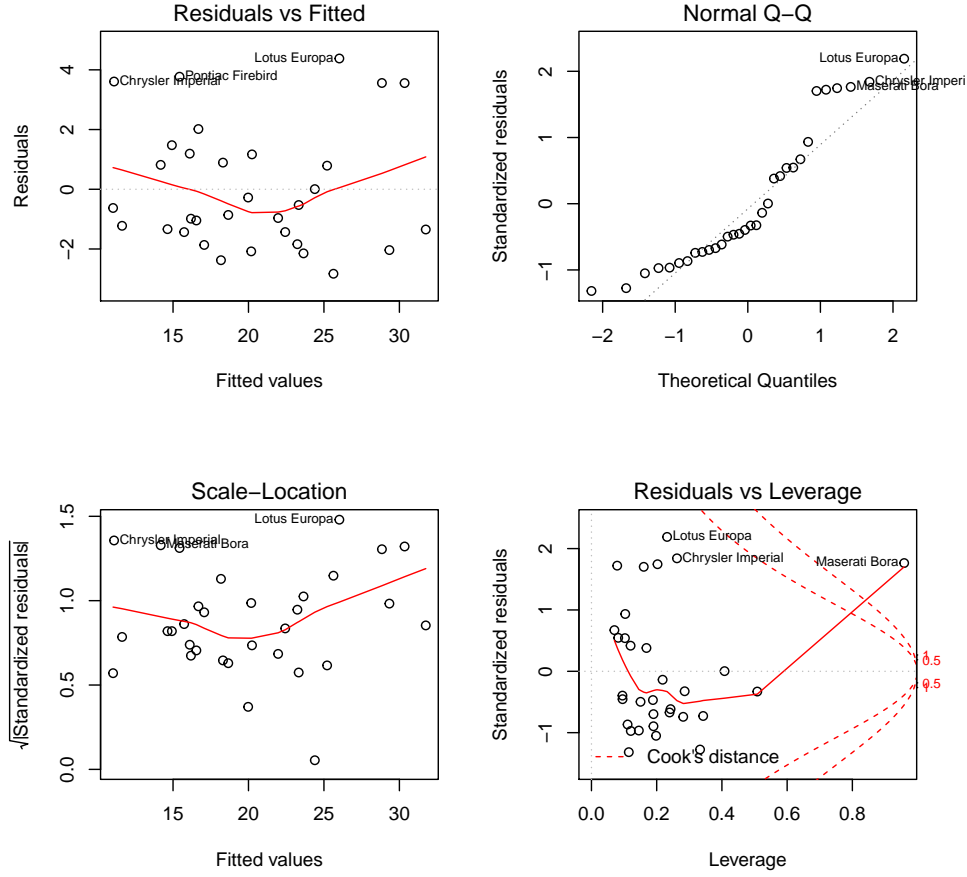 Residuals vs Fitted
Residuals
4
2
0
−2
Lotus Europa
Pontiac Firebird
Chrysler Imperial
15 20 25 30
Fitted values
Normal Q−Q
Standardized residuals
2
1
0
−1
Lotus Europa
Chrysler Imperi
Maserati Bora
−2 −1 0 1 2
Theoretical Quantiles
Scale−Location
√|Standardized residuals|
1.5
1.0
0.5
0.0
Lotus Europa
Chrysler Imperial
Maserati Bora
15 20 25 30
Fitted values
Residuals vs Leverage
Standardized residuals
2
1
0
−1
Lotus Europa
Chrysler Imperial
Maserati Bora
1
0.5
0.5
1
Cook's distance
0.0 0.2 0.4 0.6 0.8
Leverage